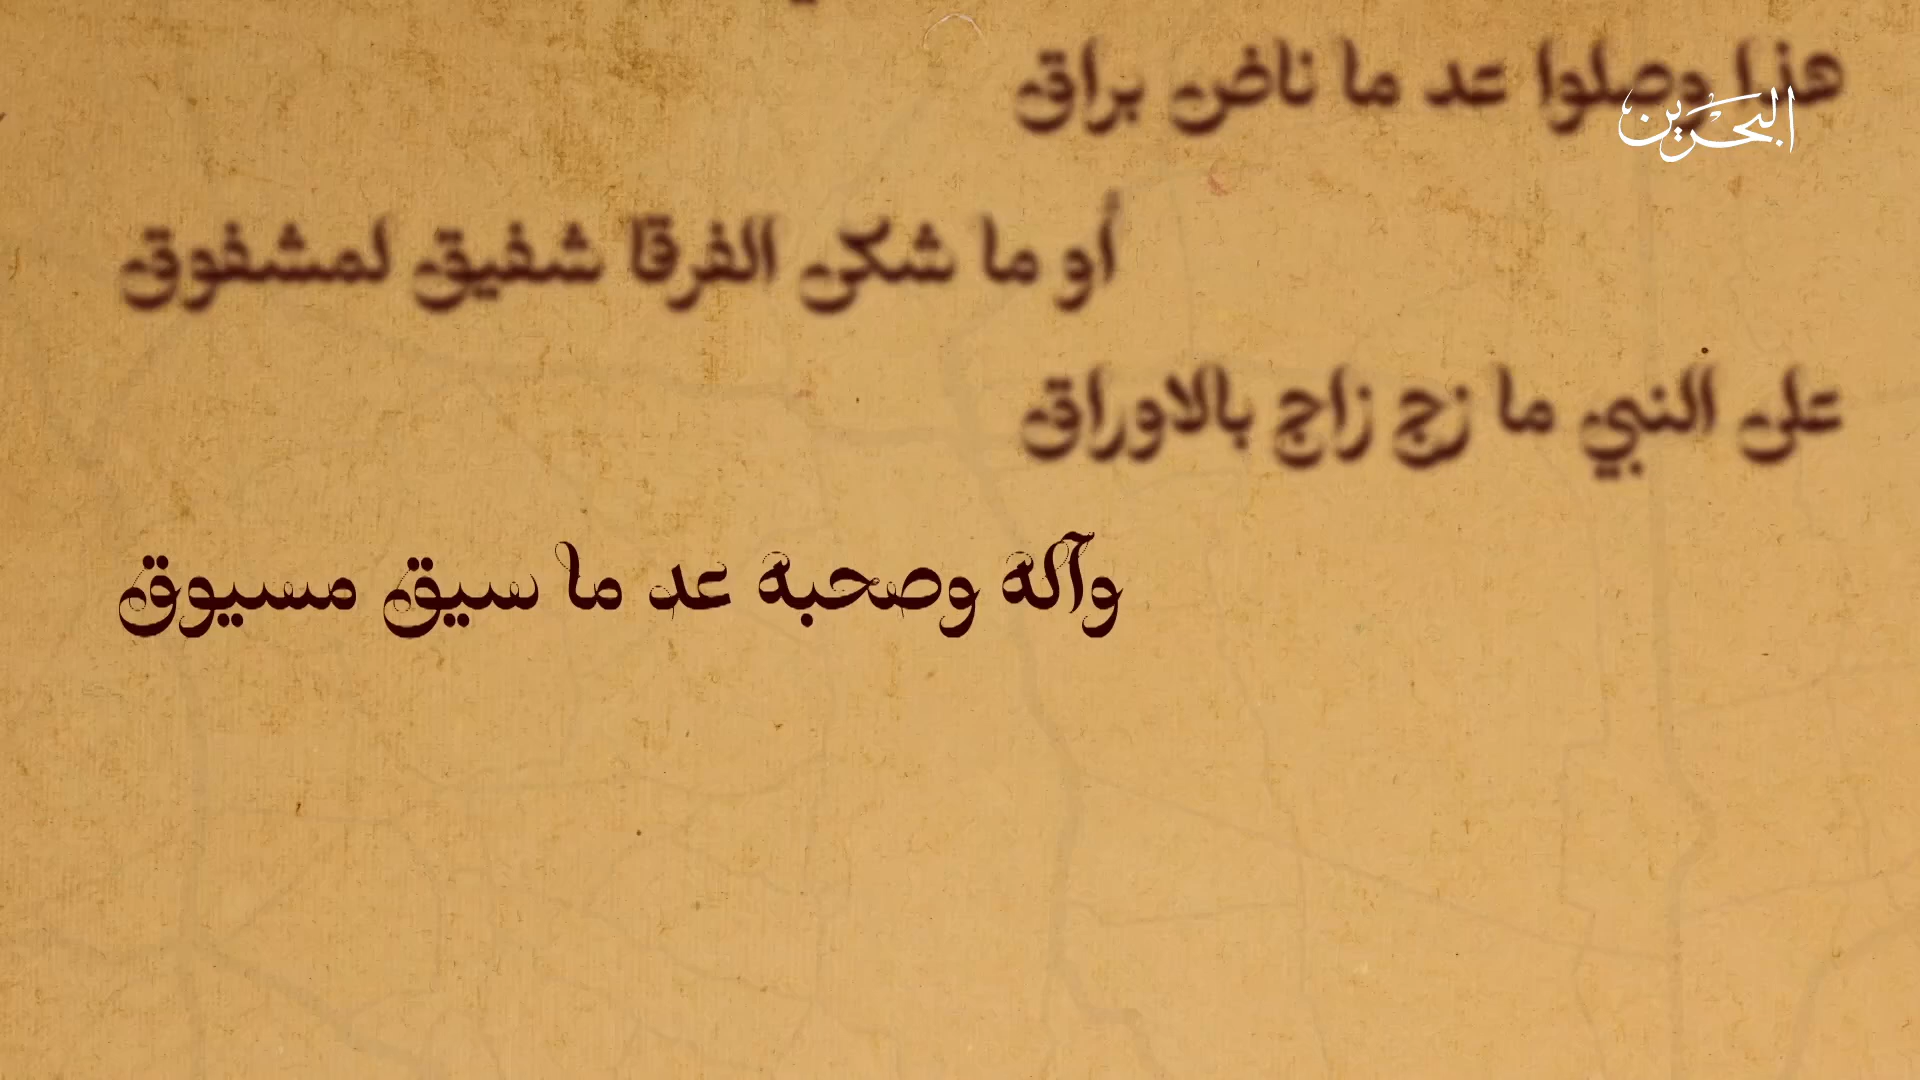 هذا وصلوا عد ما ناض براق
البحرين
أو ما شكى الفرقا شفيق لمشفوق
على النبي ما زج زاج بالاوراق
وآله وصحبه عد ما سيق مسيوق